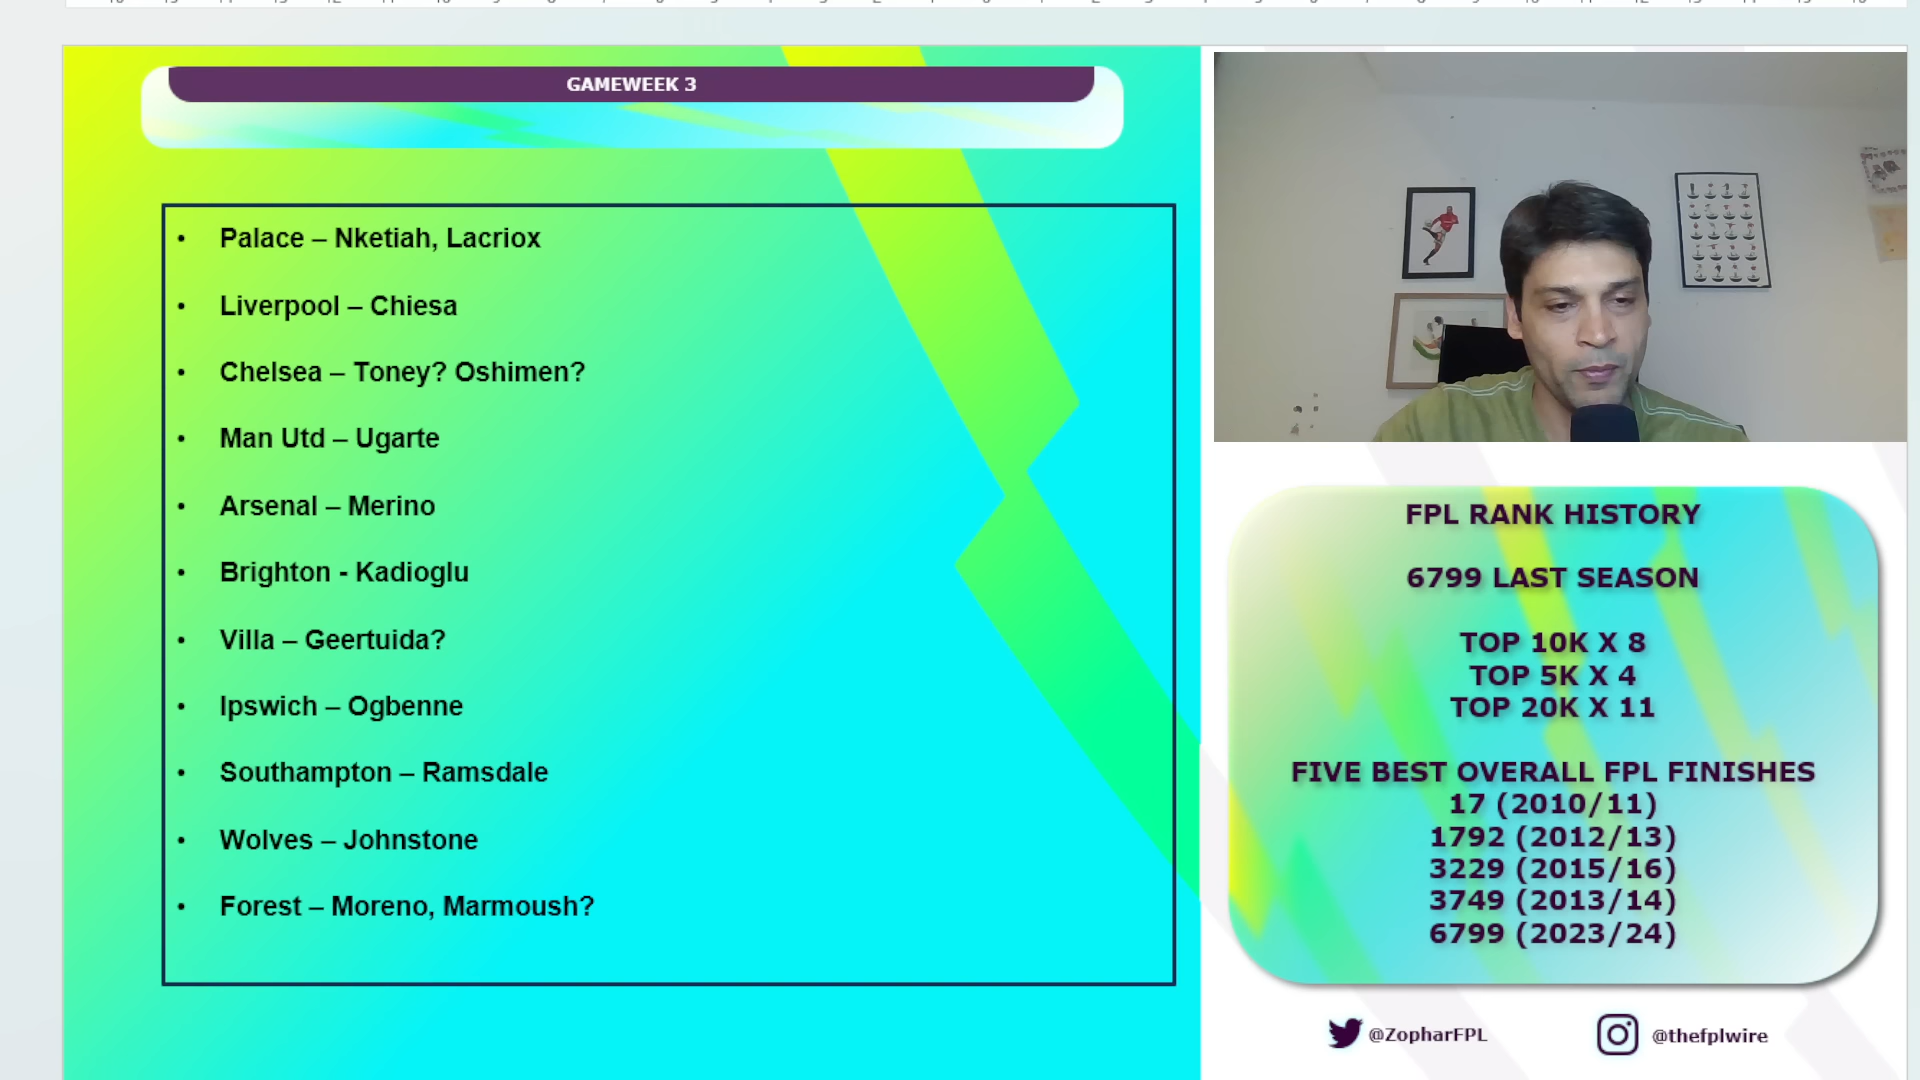 GAMEWEEK 3
• Palace – Nketiah, Lacriox
• Liverpool – Chiesa
• Chelsea – Toney? Oshimen?
• Man Utd – Ugarte
• Arsenal – Merino
• Brighton - Kadioglu
• Villa – Geertuida?
• Ipswich – Ogbenne
• Southampton – Ramsdale
• Wolves – Johnstone
• Forest – Moreno, Marmoush?
FPL RANK HISTORY
6799 LAST SEASON
TOP 10K X 8
TOP 5K X 4
TOP 20K X 11
FIVE BEST OVERALL FPL FINISHES
17 (2010/11)
1792 (2012/13)
3229 (2015/16)
3749 (2013/14)
6799 (2023/24)
@ZopharFPL
@thefplwire